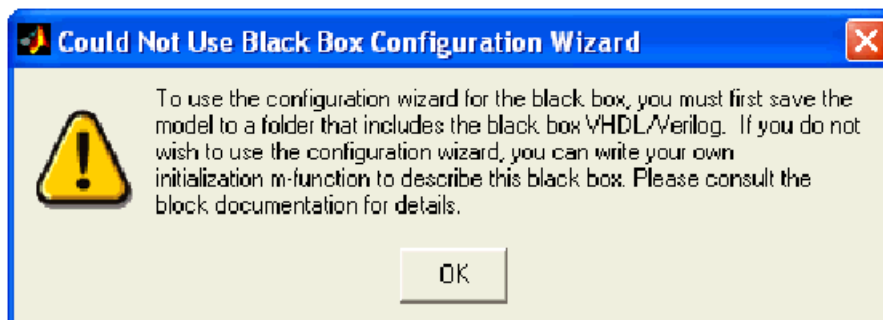 Could Not Use Black Box Configuration Wizard
To use the configuration wizard for the black box, you must first save the
model to a folder that includes the black box VHDL/Verilog.  If you do not
wish to use the configuration wizard, you can write your own
initialization m-function to describe this black box. Please consult the
block documentation for details.
OK